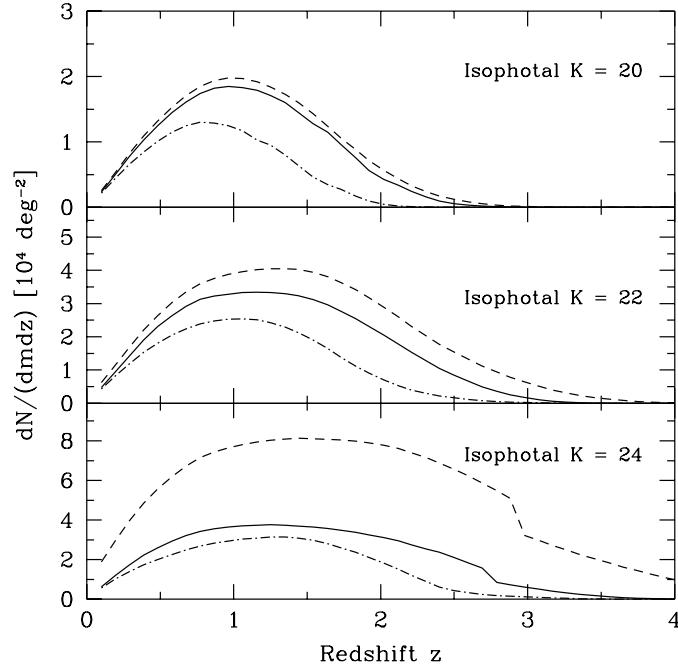 3
2
1
0
Isophotal K = 20
5
4
3
2
1
0
Isophotal K = 22
8
6
4
2
0
Isophotal K = 24
0 1 2 3 4
Redshift z
dN/(dmdz) [10⁴ deg⁻²]